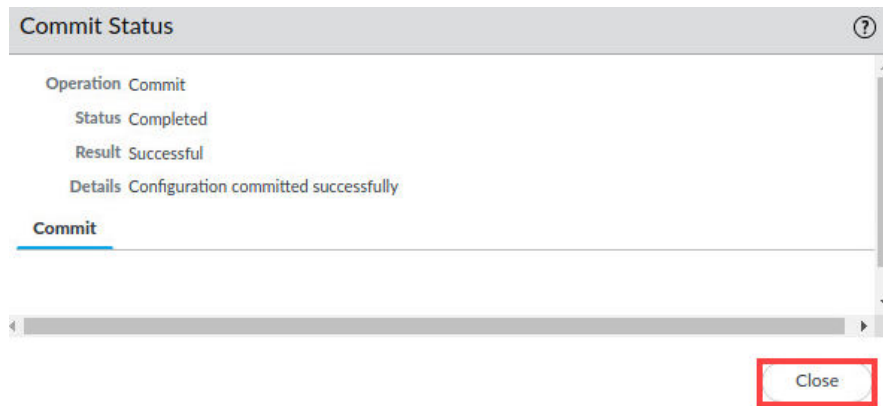 Commit Status
Operation Commit
Status Completed
Result Successful
Details Configuration committed successfully
Commit
Close